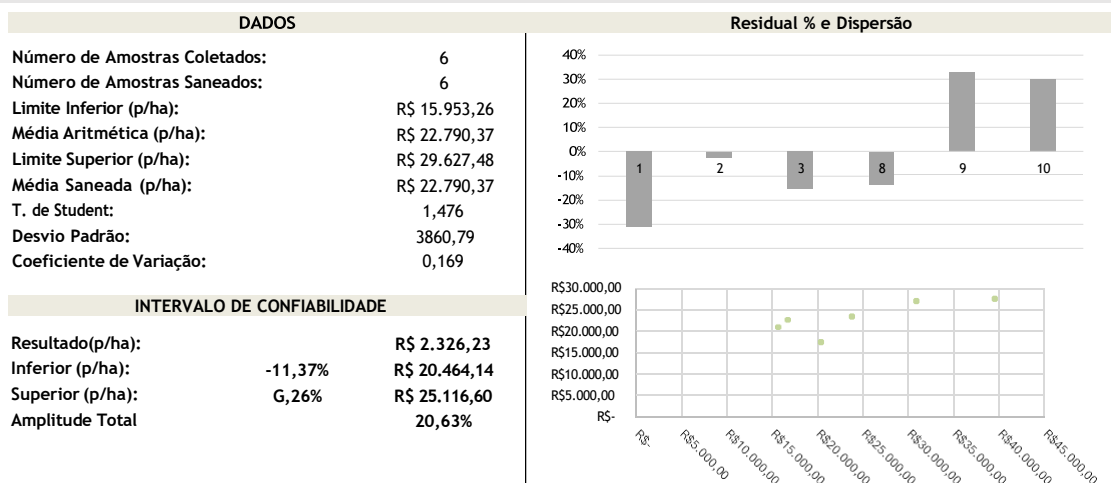 DADOS
Número de Amostras Coletados: 6
Número de Amostras Saneados: 6
Limite Inferior (p/ha): R$ 15.953,26
Média Aritmética (p/ha): R$ 22.790,37
Limite Superior (p/ha): R$ 29.627,48
Média Saneada (p/ha): R$ 22.790,37
T. de Student: 1,476
Desvio Padrão: 3860,79
Coeficiente de Variação: 0,169
INTERVALO DE CONFIABILIDADE
Resultado(p/ha): R$ 2.326,23
Inferior (p/ha): -11,37% R$ 20.464,14
Superior (p/ha): G,26% R$ 25.116,60
Amplitude Total 20,63%
Residual % e Dispersão
40%
30%
20%
10%
0%
-10%
-20%
-30%
-40%
1 2 3 8 9 10
R$30.000,00
R$25.000,00
R$20.000,00
R$15.000,00
R$10.000,00
R$5.000,00
R$-
R$- R$5.000,00 R$10.000,00 R$15.000,00 R$20.000,00 R$25.000,00 R$30.000,00 R$35.000,00 R$40.000,00 R$45.000,00